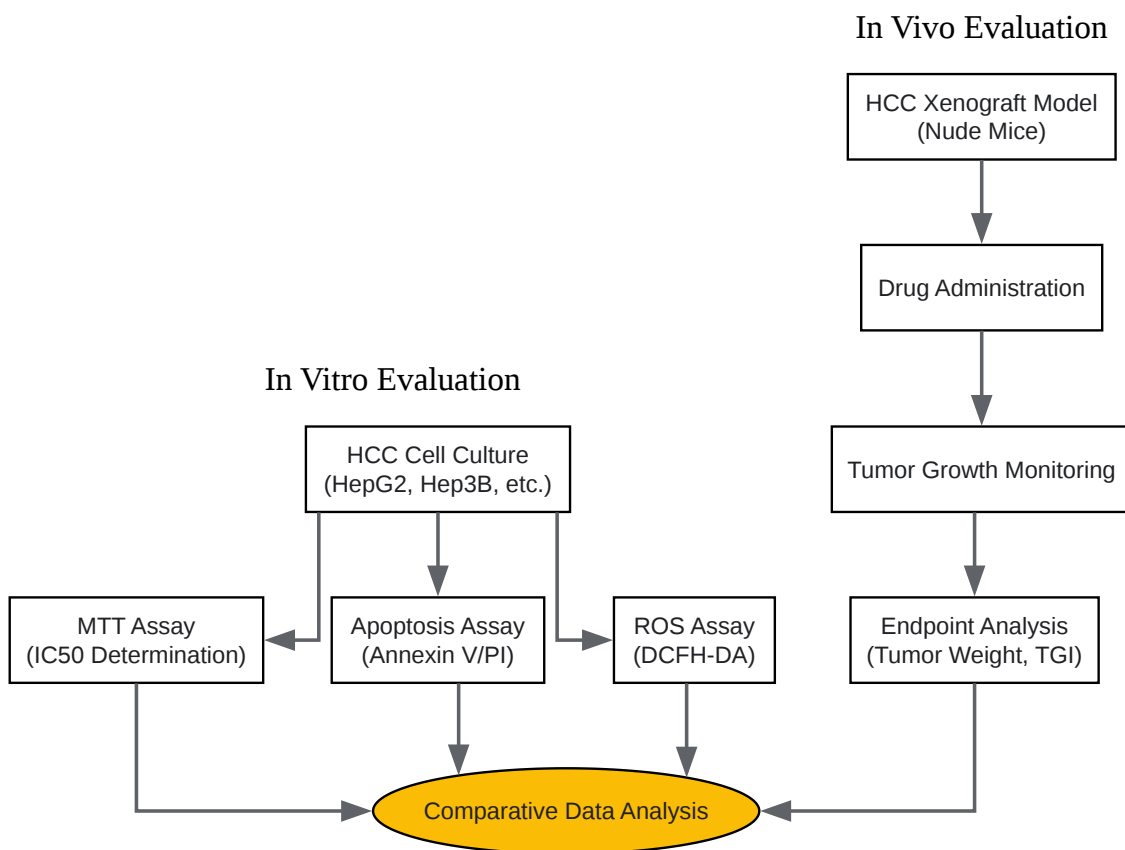 In Vivo Evaluation
HCC Xenograft Model
(Nude Mice)
Drug Administration
Tumor Growth Monitoring
Endpoint Analysis
(Tumor Weight, TGI)
In Vitro Evaluation
HCC Cell Culture
(HepG2, Hep3B, etc.)
MTT Assay
(IC50 Determination)
Apoptosis Assay
(Annexin V/PI)
ROS Assay
(DCFH-DA)
Comparative Data Analysis